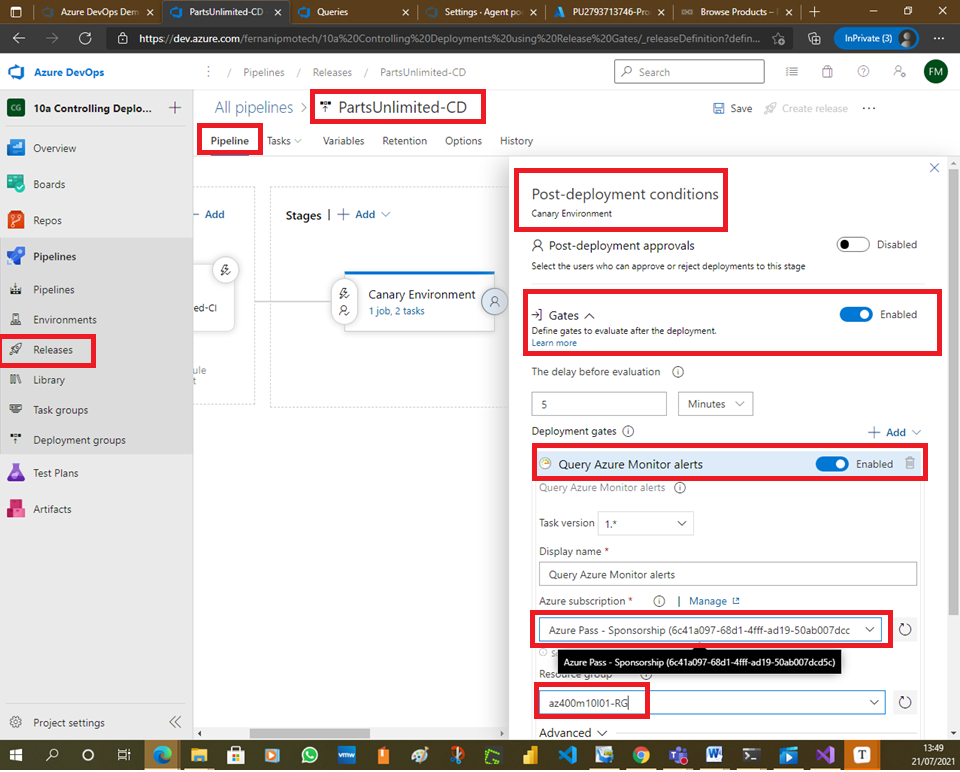 Azure DevOps Dem
PartsUnlimited-CD
Queries
Settings · Agent po
PU2793713746-Pro
Browse Products –
https://dev.azure.com/fernanipmotech/10a%20Controlling%20Deployments%20using%20Release%20Gates/_releaseDefinition?defin...
InPrivate (3)
Azure DevOps
/ Pipelines / Releases / PartsUnlimited-CD
Search
FM
CG 10a Controlling Deplo...
All pipelines > PartsUnlimited-CD
Save
Create release
Pipeline
Tasks
Variables
Retention
Options
History
Overview
Boards
Repos
Pipelines
Pipelines
Environments
Releases
Library
Task groups
Deployment groups
Test Plans
Artifacts
Project settings
Add
Stages | Add
ed-CI
Canary Environment
1 job, 2 tasks
ule
t
Post-deployment conditions
Canary Environment
Post-deployment approvals
Disabled
Select the users who can approve or reject deployments to this stage
Gates
Enabled
Define gates to evaluate after the deployment.
Learn more
The delay before evaluation
5
Minutes
Deployment gates
Add
Query Azure Monitor alerts
Enabled
Query Azure Monitor alerts
Task version 1.*
Display name *
Query Azure Monitor alerts
Azure subscription * | Manage
Azure Pass - Sponsorship (6c41a097-68d1-4fff-ad19-50ab007dcc
Azure Pass - Sponsorship (6c41a097-68d1-4fff-ad19-50ab007dcd5c)
Resource group
az400m10l01-RG
Advanced
vmw
T
13:49
21/07/2021